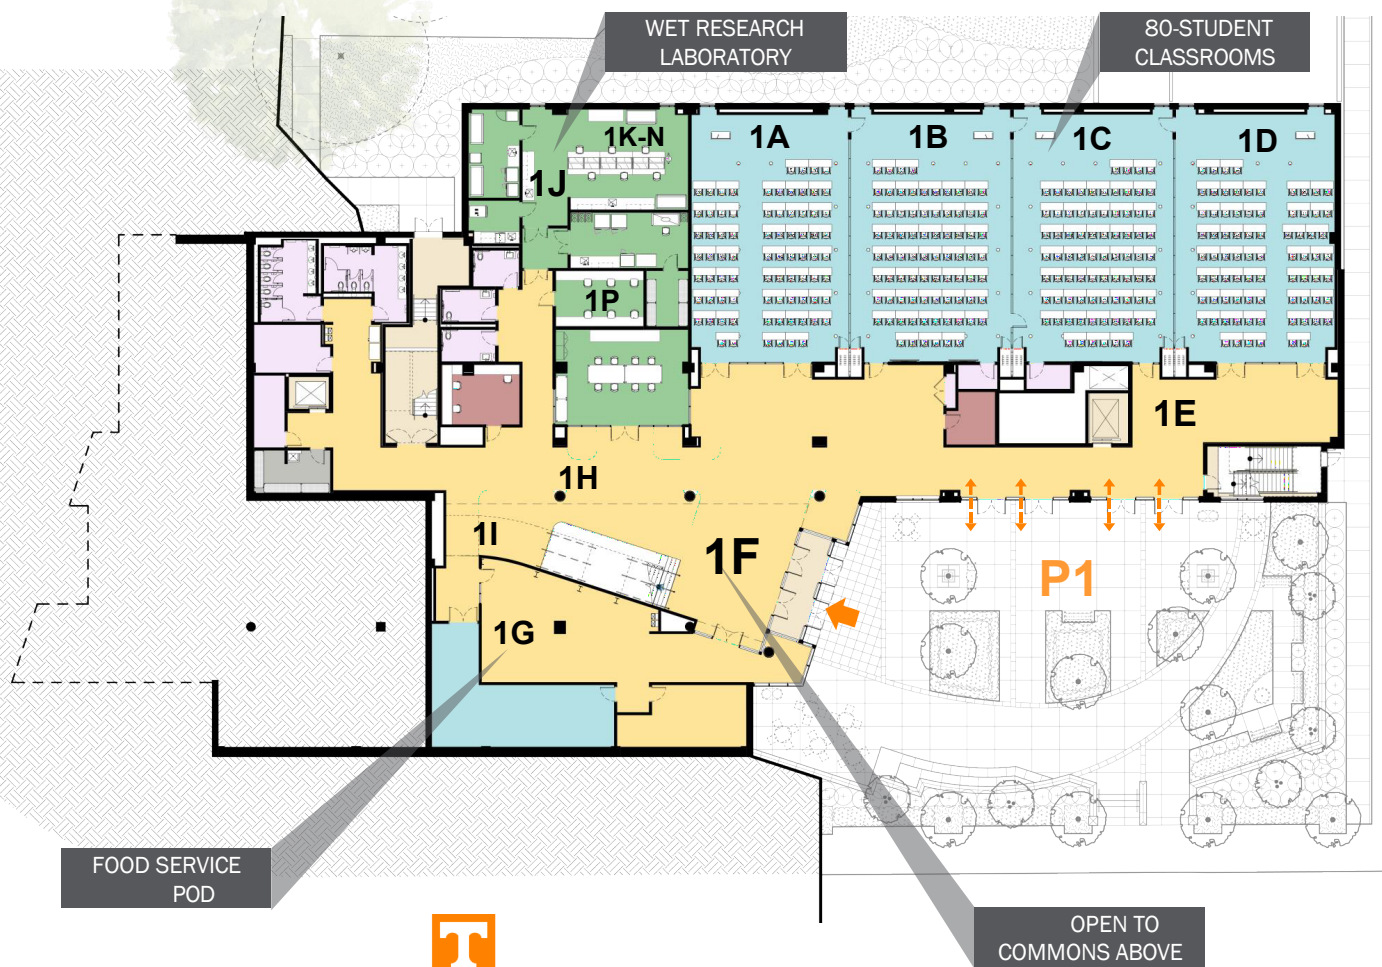 WET RESEARCH
LABORATORY
80-STUDENT
CLASSROOMS
1K-N
1A
1B
1C
1D
1J
1P
1E
1H
1I
1F
P1
1G
FOOD SERVICE
POD
OPEN TO
COMMONS ABOVE
T